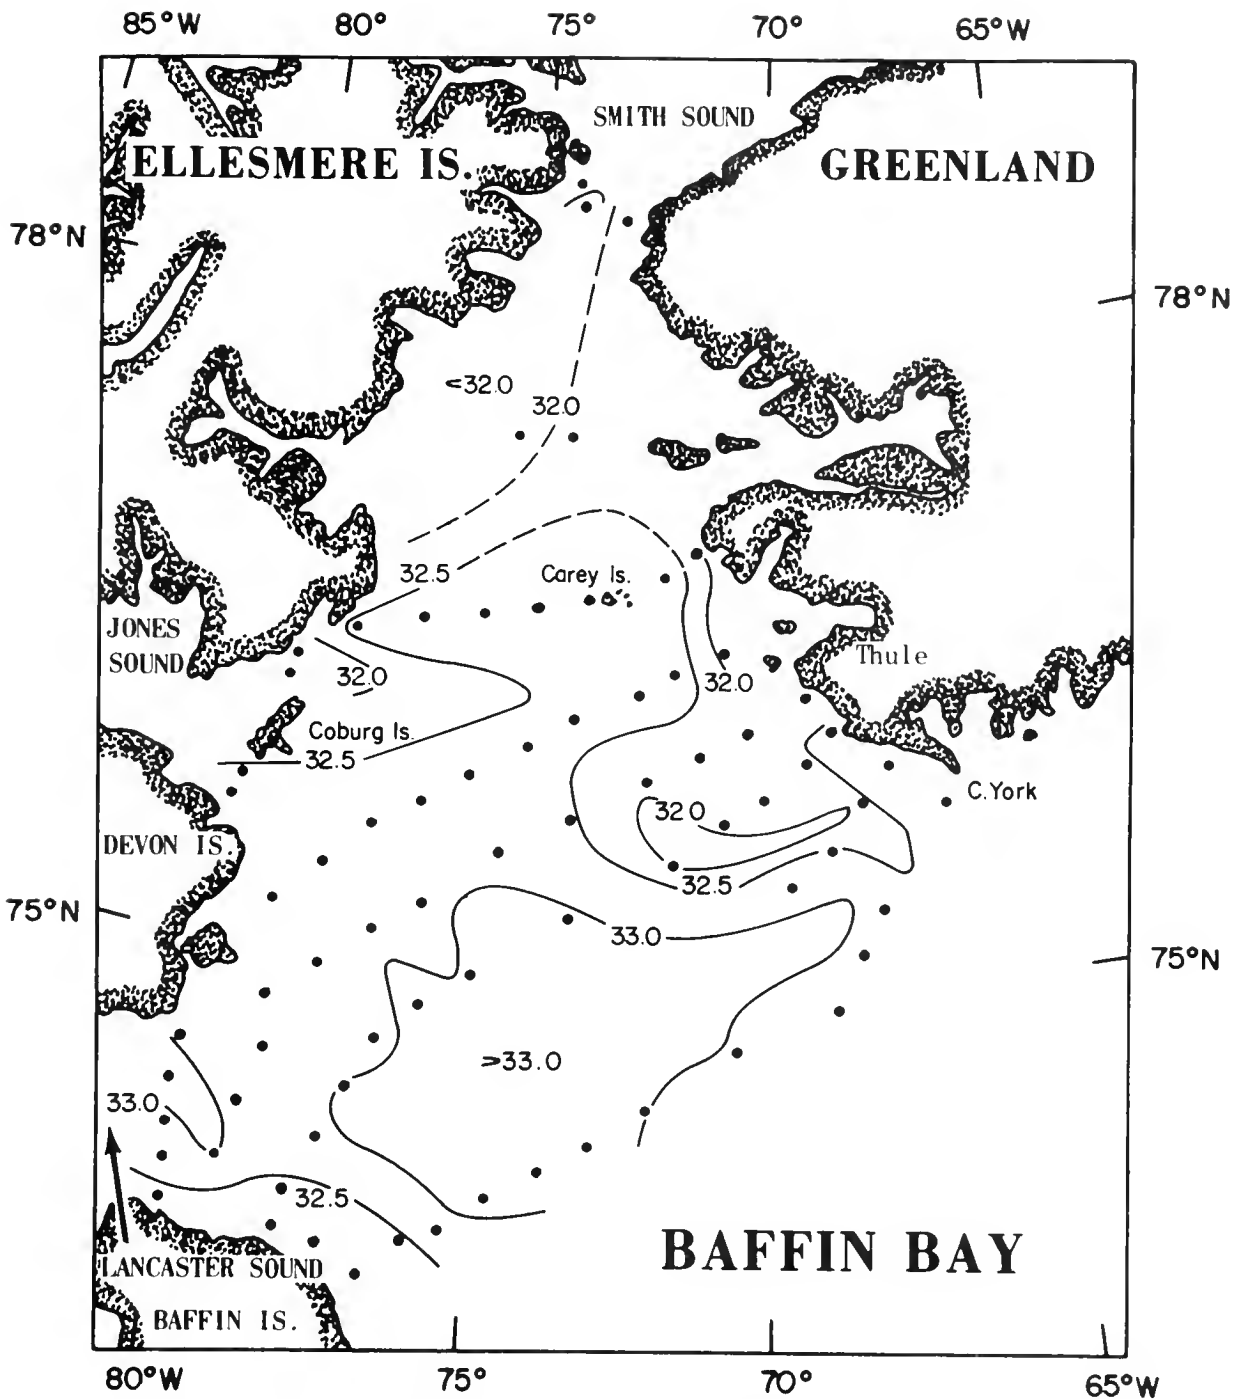 85°W 80° 75° 70° 65°W
SMITH SOUND
ELLESMERE IS.
GREENLAND
78°N
78°N
<32.0
32.0
32.5
Carey Is.
JONES
SOUND
Thule
32.0
32.0
Coburg Is.
32.5
C.York
32.0
DEVON IS.
32.5
75°N
33.0
75°N
>33.0
33.0
32.5
BAFFIN BAY
LANCASTER SOUND
BAFFIN IS.
80°W 75° 70° 65°W